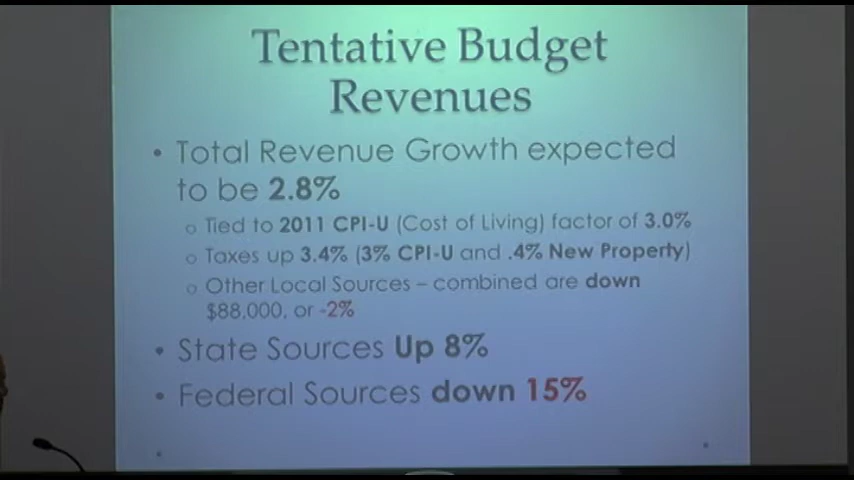 Tentative Budget
Revenues
• Total Revenue Growth expected
to be 2.8%
o Tied to 2011 CPI-U (Cost of Living) factor of 3.0%
o Taxes up 3.4% (3% CPI-U and .4% New Property)
o Other Local Sources – combined are down
$88,000, or -2%
• State Sources Up 8%
• Federal Sources down 15%